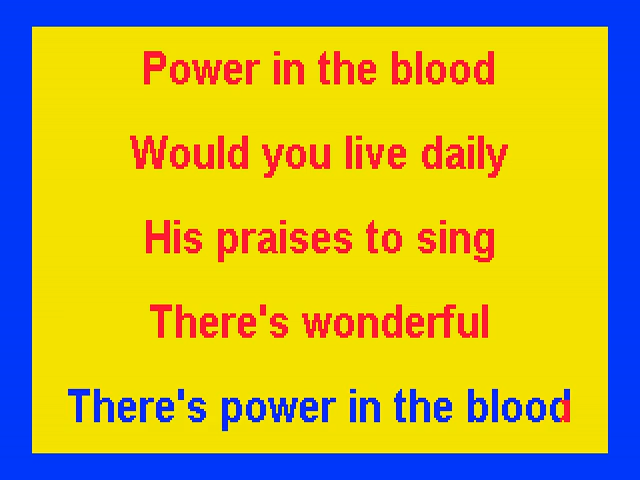 Power in the blood
Would you live daily
His praises to sing
There's wonderful
There's power in the blood